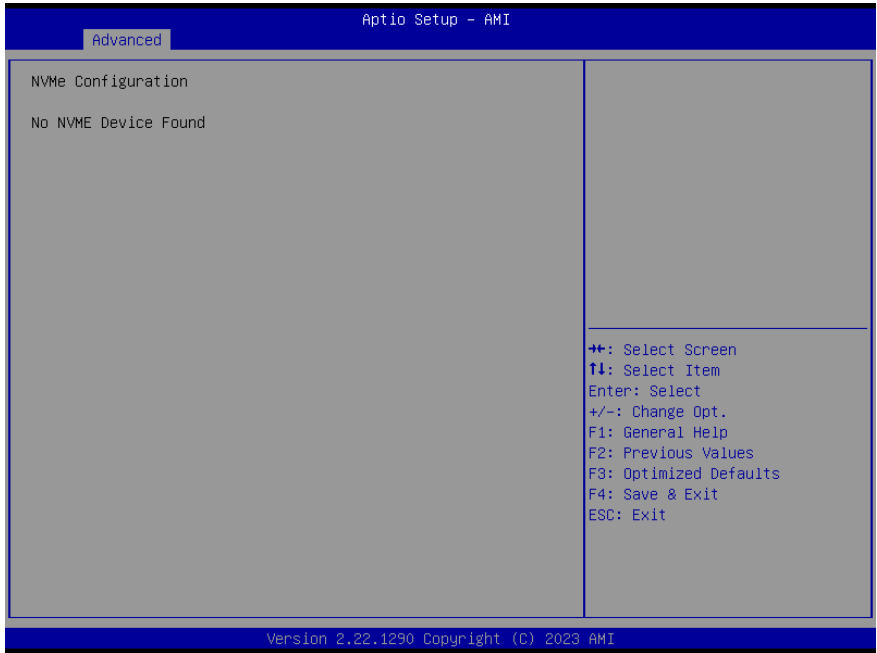 Aptio Setup – AMI
Advanced
NVMe Configuration
No NVME Device Found
→←: Select Screen
↑↓: Select Item
Enter: Select
+/-: Change Opt.
F1: General Help
F2: Previous Values
F3: Optimized Defaults
F4: Save & Exit
ESC: Exit
Version 2.22.1290 Copyright (C) 2023 AMI